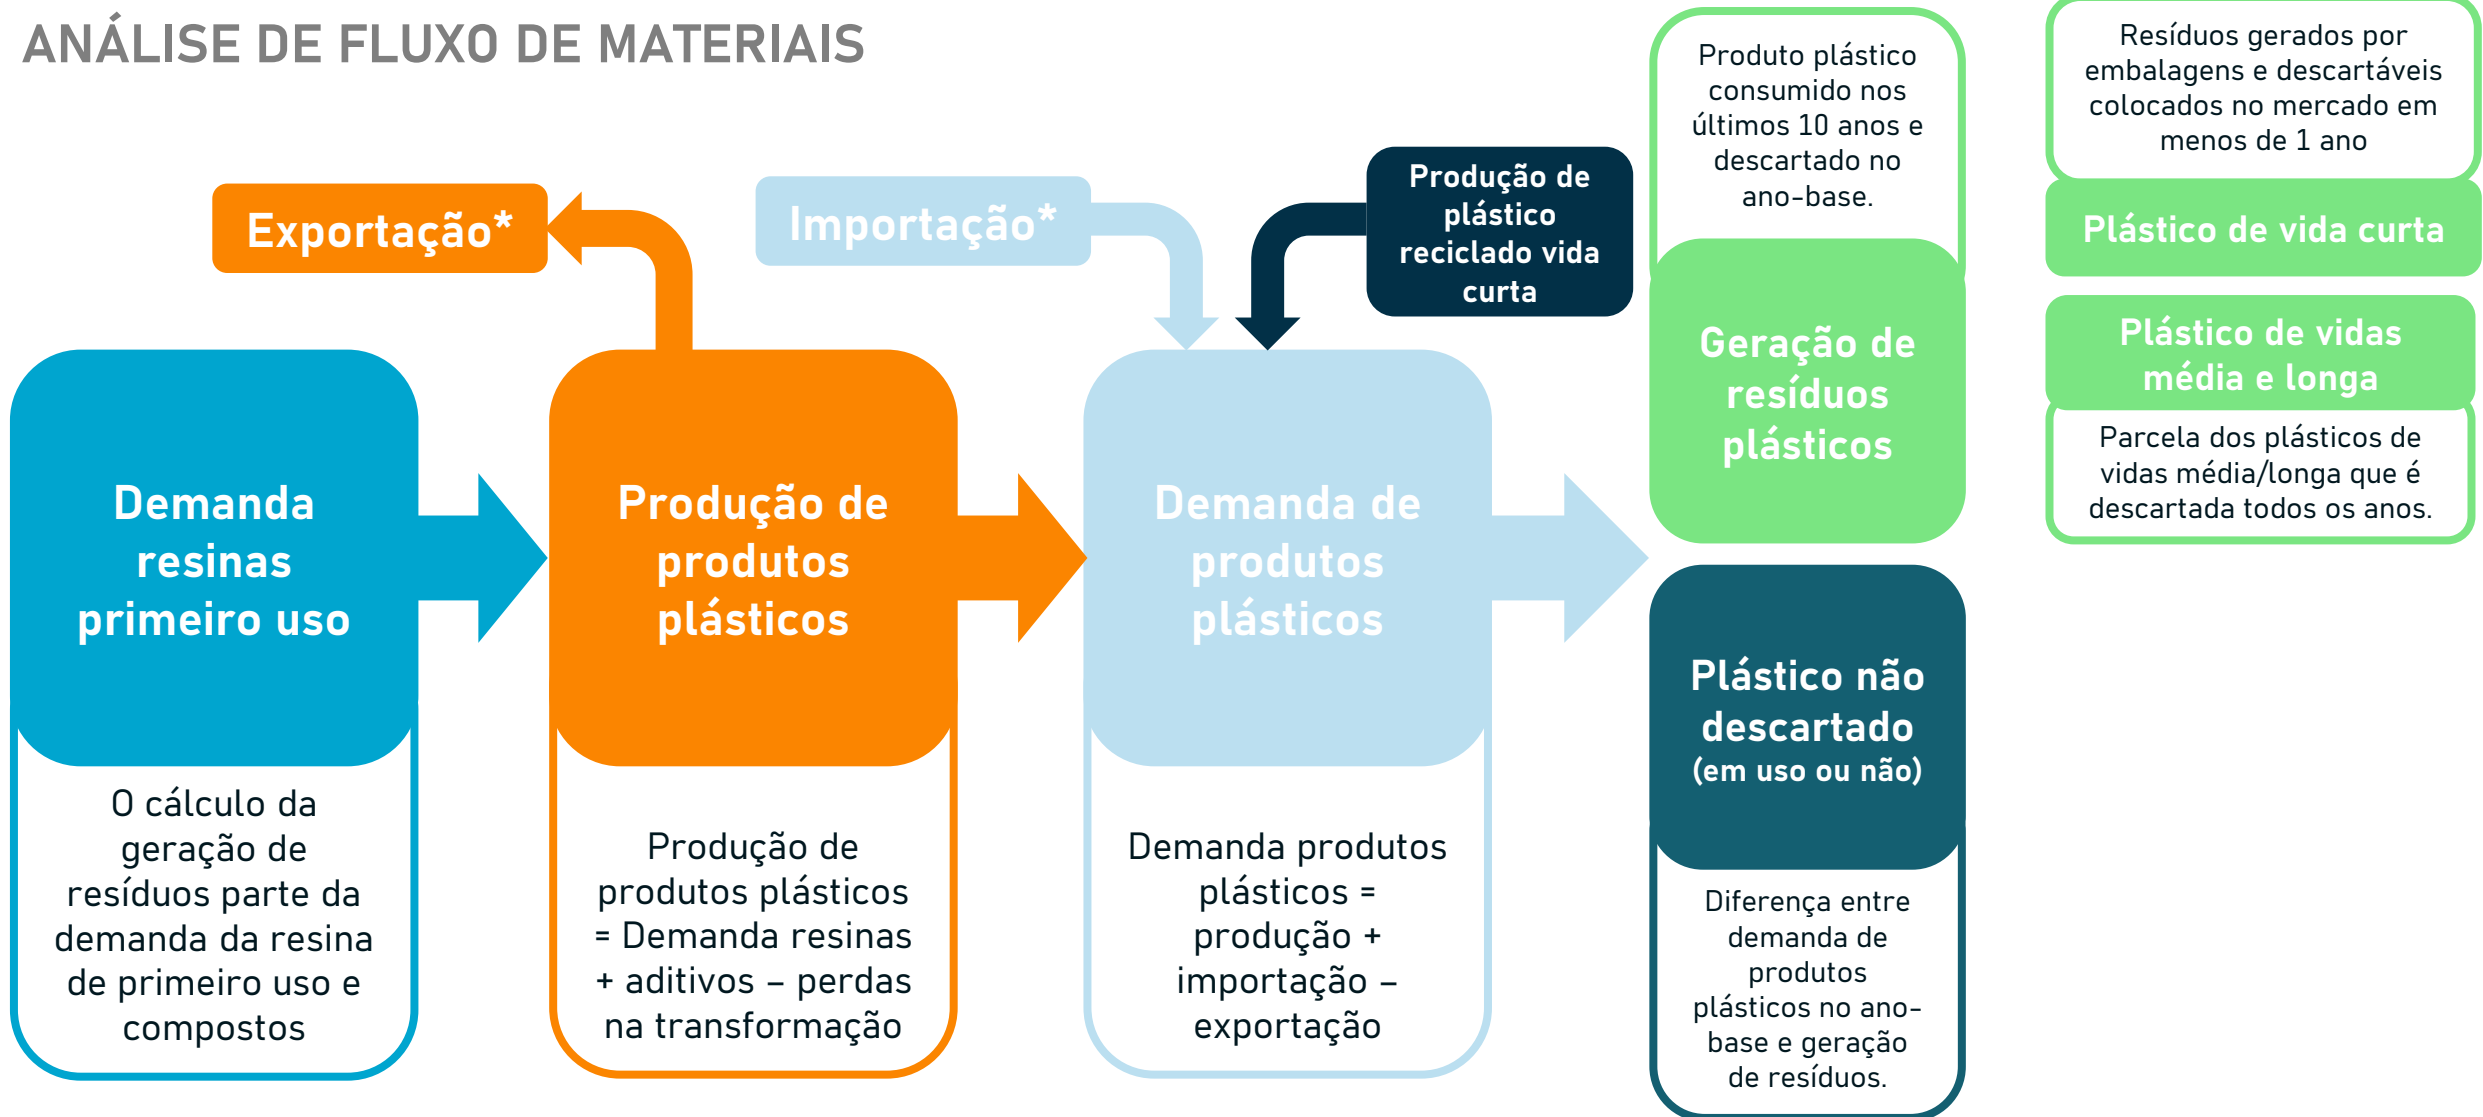 ANÁLISE DE FLUXO DE MATERIAIS
Exportação*
Importação*
Produção de
plástico
reciclado vida
curta
Demanda
resinas
primeiro uso
O cálculo da
geração de
resíduos parte da
demanda da resina
de primeiro uso e
compostos
Produção de
produtos
plásticos
Produção de
produtos plásticos
= Demanda resinas
+ aditivos – perdas
na transformação
Demanda de
produtos
plásticos
Demanda produtos
plásticos =
produção +
importação –
exportação
Produto plástico
consumido nos
últimos 10 anos e
descartado no
ano-base.
Geração de
resíduos
plásticos
Plástico não
descartado
(em uso ou não)
Diferença entre
demanda de
produtos
plásticos no ano-
base e geração
de resíduos.
Resíduos gerados por
embalagens e descartáveis
colocados no mercado em
menos de 1 ano
Plástico de vida curta
Plástico de vidas
média e longa
Parcela dos plásticos de
vidas média/longa que é
descartada todos os anos.